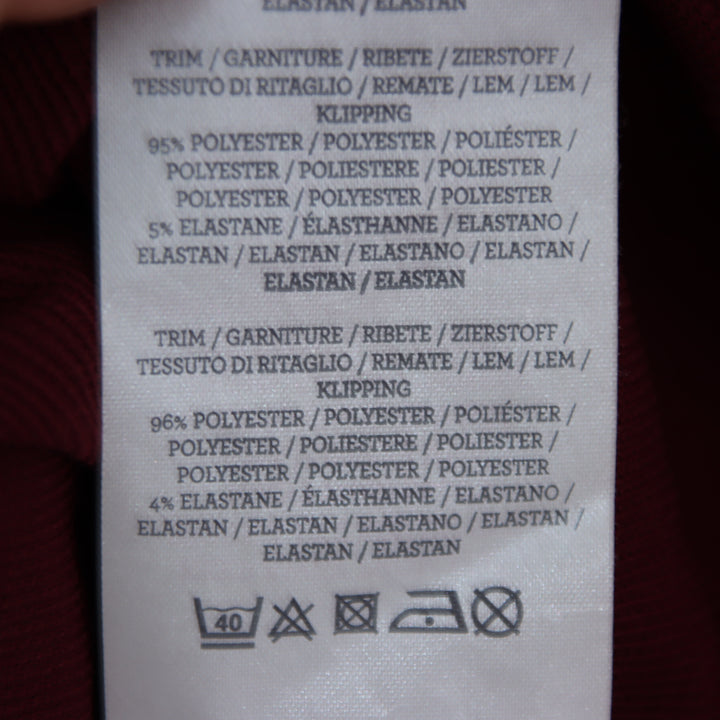 ELASTAN / ELASTAN
TRIM / GARNITURE / RIBETE / ZIERSTOFF /
TESSUTO DI RITAGLIO / REMATE / LEM / LEM /
KLIPPING
95% POLYESTER / POLYESTER / POLIÉSTER /
POLYESTER / POLIESTERE / POLIESTER /
POLYESTER / POLYESTER / POLYESTER
5% ELASTANE / ÉLASTHANNE / ELASTANO /
ELASTAN / ELASTAN / ELASTANO / ELASTAN /
ELASTAN / ELASTAN
TRIM / GARNITURE / RIBETE / ZIERSTOFF /
TESSUTO DI RITAGLIO / REMATE / LEM / LEM /
KLIPPING
96% POLYESTER / POLYESTER / POLIÉSTER /
POLYESTER / POLIESTERE / POLIESTER /
POLYESTER / POLYESTER / POLYESTER
4% ELASTANE / ÉLASTHANNE / ELASTANO /
ELASTAN / ELASTAN / ELASTANO / ELASTAN /
ELASTAN / ELASTAN
40